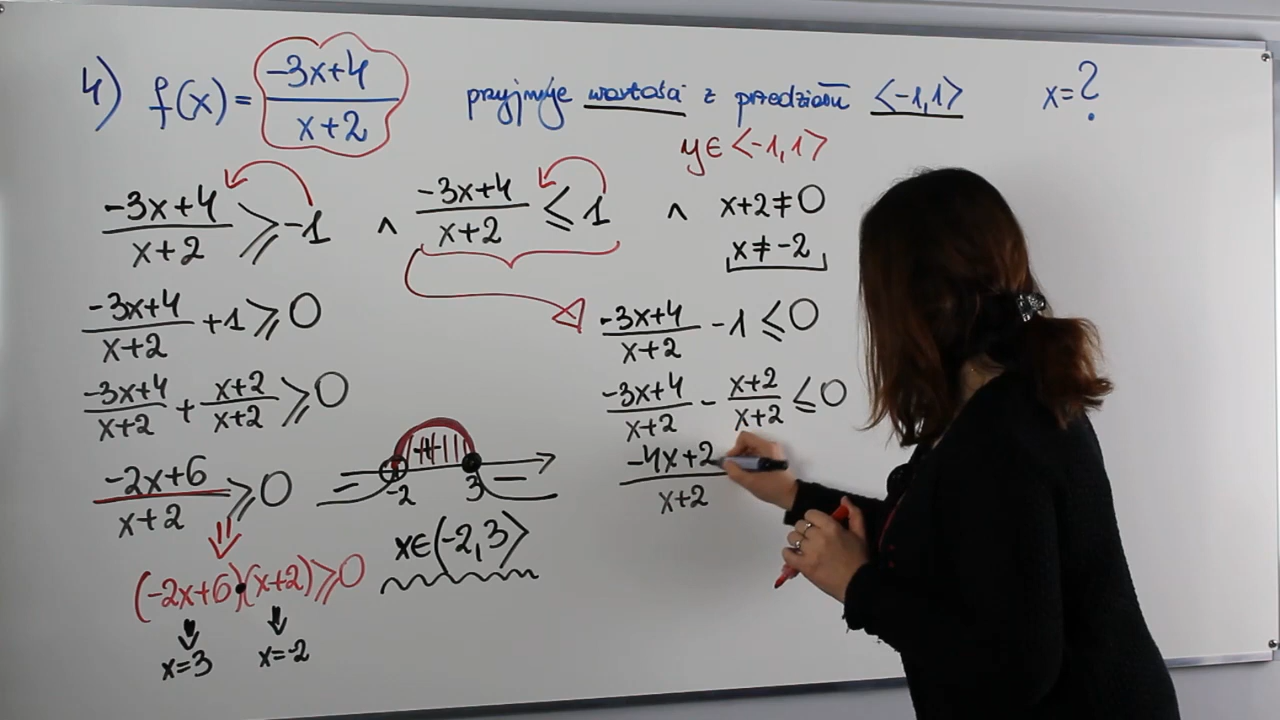 4) f(x) = (-3x+4)/(x+2) przyjmuje wartości z przedziału <-1,1> x=?
y∈<-1,1>
(-3x+4)/(x+2) ⩾ -1 ∧ (-3x+4)/(x+2) ⩽ 1 ∧ x+2≠0
x≠-2
(-3x+4)/(x+2) +1 ⩾ 0
(-3x+4)/(x+2) + (x+2)/(x+2) ⩾ 0
(-2x+6)/(x+2) ⩾ 0
(-2x+6)·(x+2) ⩾ 0
x=3 x=-2
- + -
-2 3
x∈(-2,3>
(-3x+4)/(x+2) -1 ⩽ 0
(-3x+4)/(x+2) - (x+2)/(x+2) ⩽ 0
(-4x+2)/(x+2)